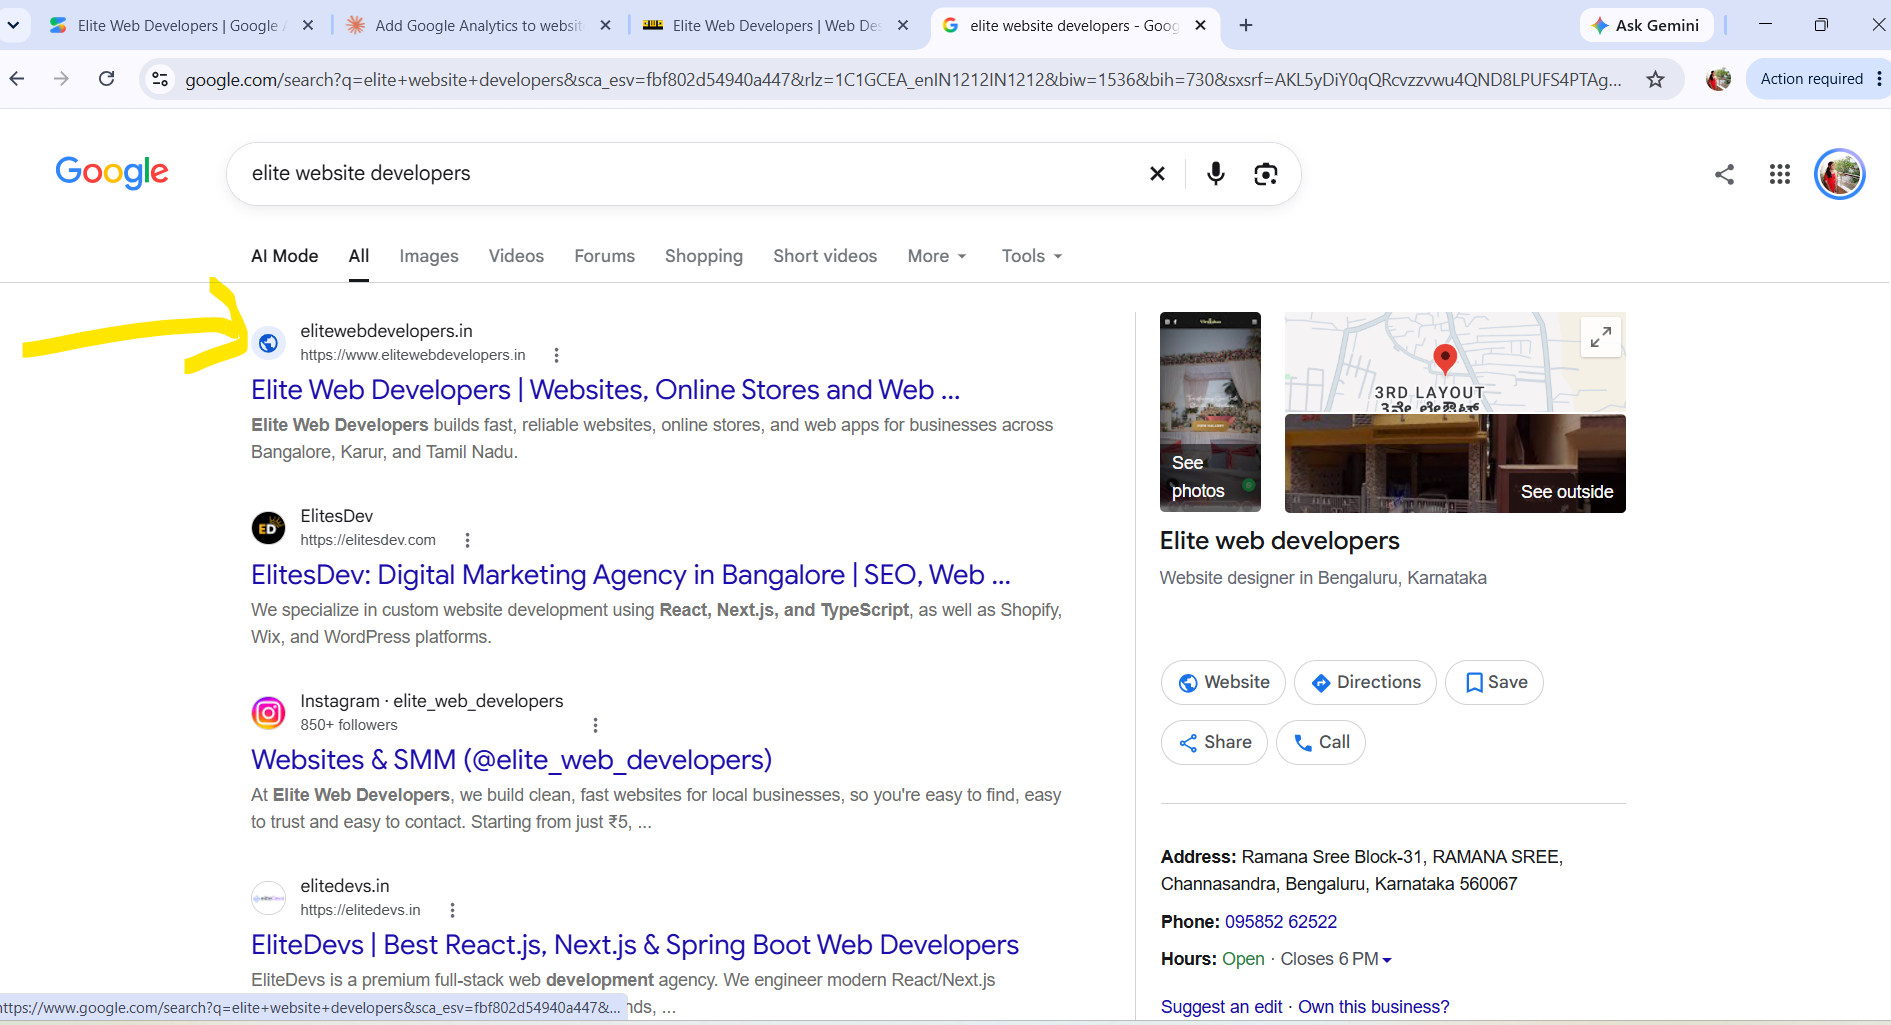 Elite Web Developers | Google A
Add Google Analytics to websit
Elite Web Developers | Web Des
elite website developers - Goog
Ask Gemini
google.com/search?q=elite+website+developers&sca_esv=fbf802d54940a447&rlz=1C1GCEA_enIN1212IN1212&biw=1536&bih=730&sxsrf=AKL5yDiY0qQRcvzzvwu4QND8LPUFS4PTAg...
Action required
Google
elite website developers
AI Mode All Images Videos Forums Shopping Short videos More Tools
elitewebdevelopers.in
https://www.elitewebdevelopers.in
Elite Web Developers | Websites, Online Stores and Web ...
Elite Web Developers builds fast, reliable websites, online stores, and web apps for businesses across
Bangalore, Karur, and Tamil Nadu.
ED
ElitesDev
https://elitesdev.com
ElitesDev: Digital Marketing Agency in Bangalore | SEO, Web ...
We specialize in custom website development using React, Next.js, and TypeScript, as well as Shopify,
Wix, and WordPress platforms.
Instagram · elite_web_developers
850+ followers
Websites & SMM (@elite_web_developers)
At Elite Web Developers, we build clean, fast websites for local businesses, so you're easy to find, easy
to trust and easy to contact. Starting from just ₹5, ...
elitedevs.in
https://elitedevs.in
EliteDevs | Best React.js, Next.js & Spring Boot Web Developers
EliteDevs is a premium full-stack web development agency. We engineer modern React/Next.js
nds, ...
https://www.google.com/search?q=elite+website+developers&sca_esv=fbf802d54940a447&...
See
photos
3RD LAYOUT
3ನೇ ಲೇಔಟ್
See outside
Elite web developers
Website designer in Bengaluru, Karnataka
Website
Directions
Save
Share
Call
Address: Ramana Sree Block-31, RAMANA SREE,
Channasandra, Bengaluru, Karnataka 560067
Phone: 095852 62522
Hours: Open · Closes 6 PM
Suggest an edit · Own this business?